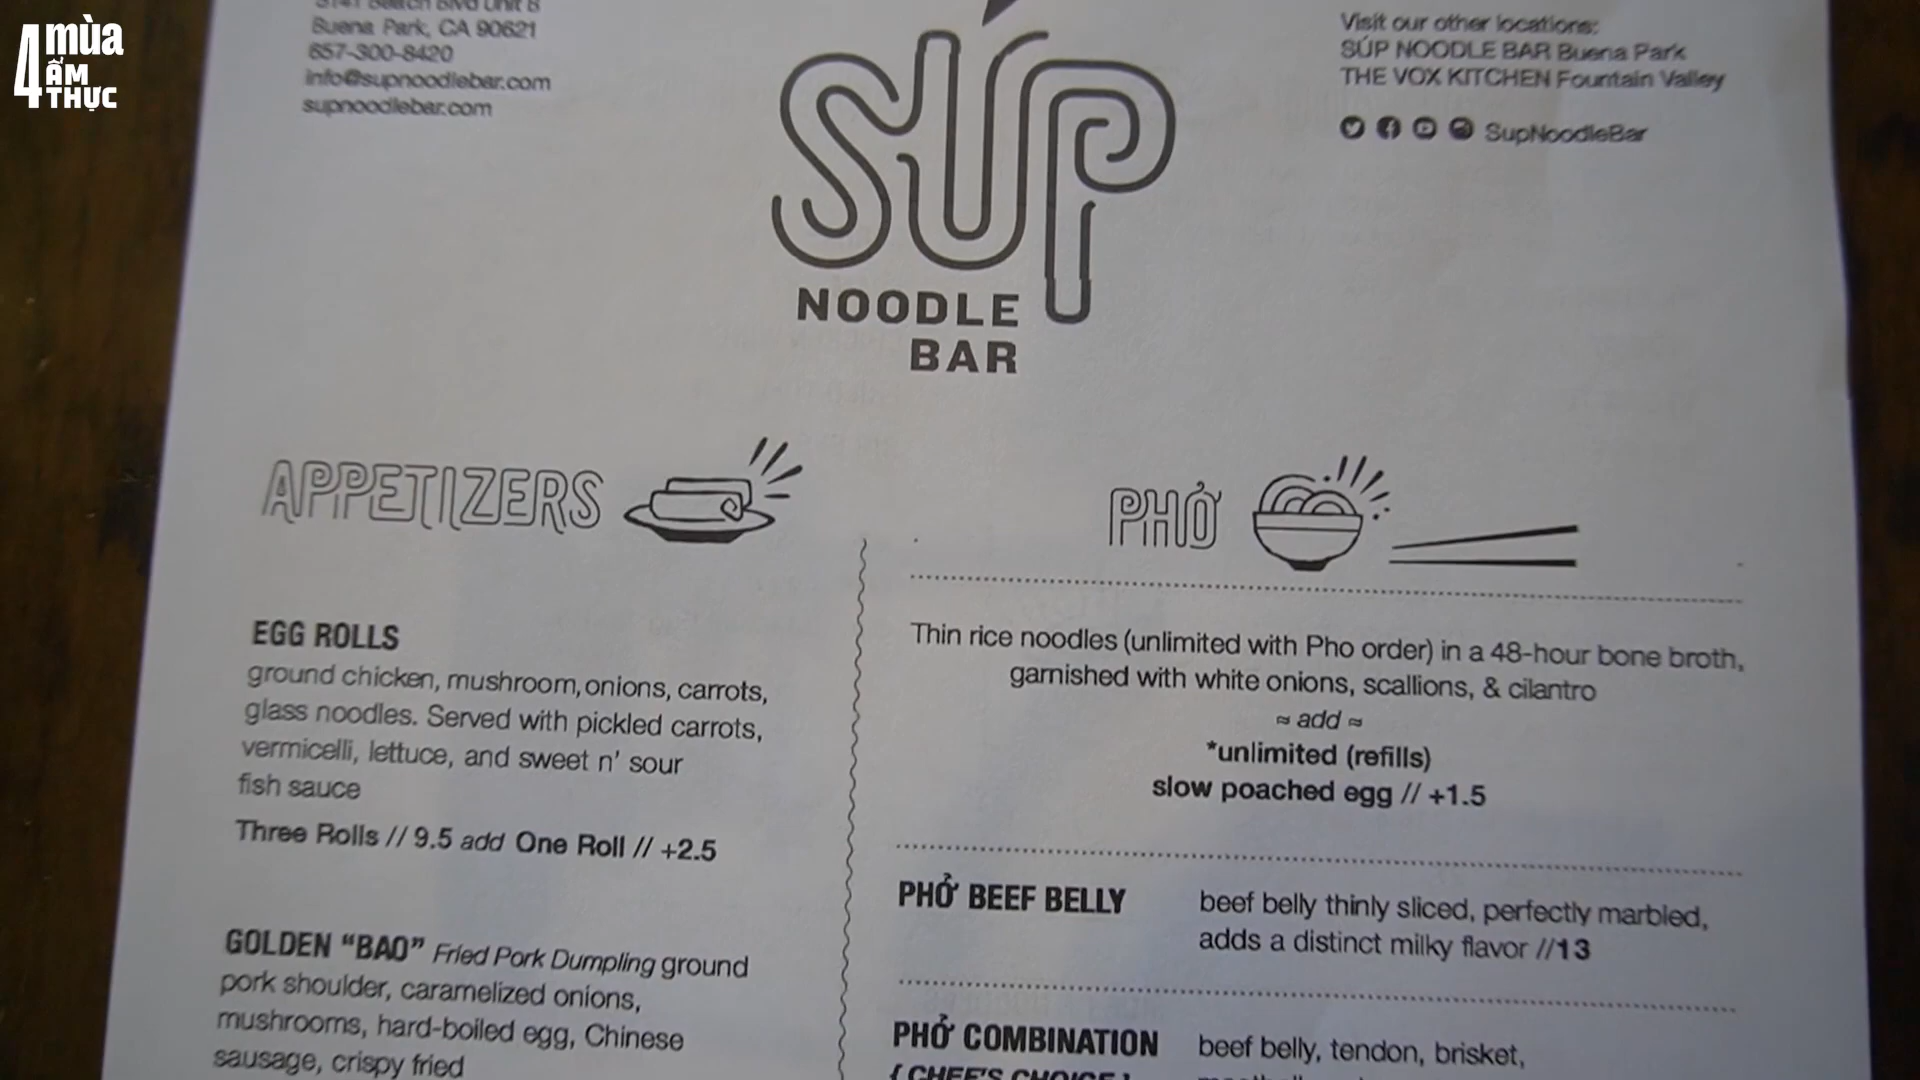 4 mùa
ẨM
THỰC
Beach Blvd Unit B
Buena Park, CA 90621
657-300-8420
info@supnoodlebar.com
supnoodlebar.com
SÚP
NOODLE
BAR
Visit our other locations:
SÚP NOODLE BAR Buena Park
THE VOX KITCHEN Fountain Valley
SupNoodleBar
APPETIZERS
EGG ROLLS
ground chicken, mushroom, onions, carrots,
glass noodles. Served with pickled carrots,
vermicelli, lettuce, and sweet n' sour
fish sauce
Three Rolls // 9.5 add One Roll // +2.5
GOLDEN “BAO” Fried Pork Dumpling ground
pork shoulder, caramelized onions,
mushrooms, hard-boiled egg, Chinese
sausage, crispy fried
PHỞ
Thin rice noodles (unlimited with Pho order) in a 48-hour bone broth,
garnished with white onions, scallions, & cilantro
≈ add ≈
*unlimited (refills)
slow poached egg // +1.5
PHỞ BEEF BELLY
beef belly thinly sliced, perfectly marbled,
adds a distinct milky flavor //13
PHỞ COMBINATION
{ CHEF'S CHOICE }
beef belly, tendon, brisket,